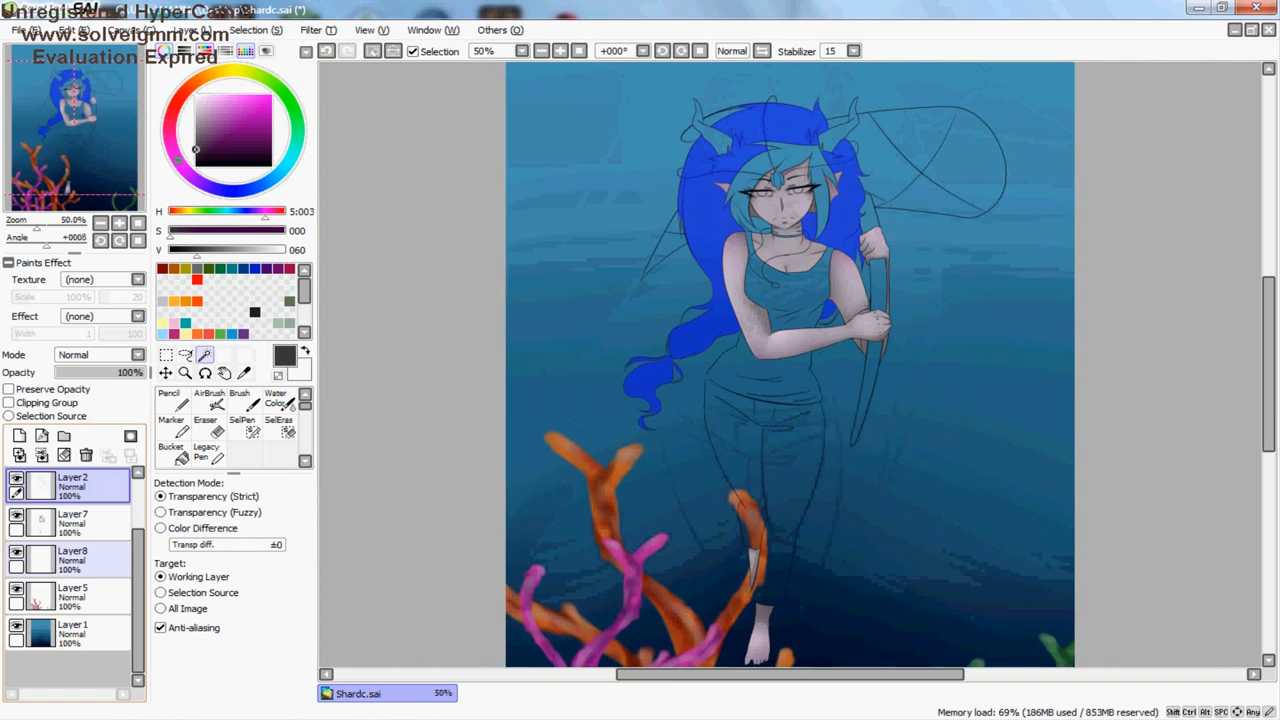 Unregistered HyperCam
www.solveigmm.com
Evaluation Expired
SAI
Shardc.sai (*)
Layer (L)
Selection (S)
Filter (T)
View (V)
Window (W)
Others (O)
Selection
50%
+000°
Normal
Stabilizer
15
Zoom
50.0%
Angle
+0008
Paints Effect
Texture
(none)
Scale
100%
20
Effect
(none)
Width
1
100
Mode
Normal
Opacity
100%
Preserve Opacity
Clipping Group
Selection Source
Layer2
Normal
100%
Layer7
Normal
100%
Layer8
Normal
100%
Layer5
Normal
100%
Layer1
Normal
100%
H
5:003
S
000
V
060
Pencil
AirBrush
Brush
Water
Color
Marker
Eraser
SelPen
SelEras
Bucket
Legacy
Pen
Detection Mode:
Transparency (Strict)
Transparency (Fuzzy)
Color Difference
Transp diff.
±0
Target:
Working Layer
Selection Source
All Image
Anti-aliasing
Shardc.sai
50%
Memory load: 69% (186MB used / 853MB reserved)
Shift Ctrl Alt SPC Any